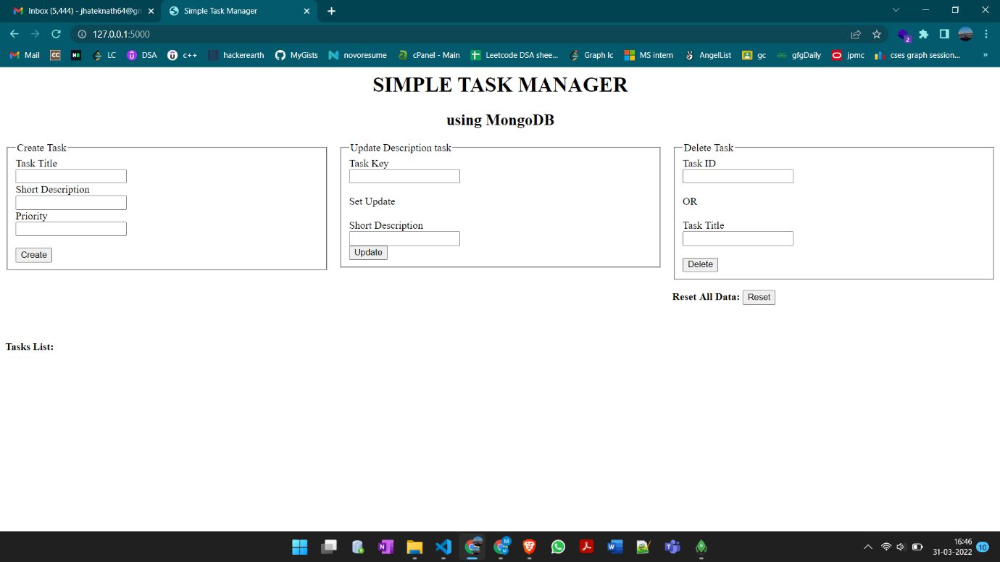 Inbox (5,444) - jhateknath64@gm
Simple Task Manager
127.0.0.1:5000
2
Mail
CC
LC
DSA
c++
hackerearth
MyGists
novoresume
cPanel - Main
Leetcode DSA shee...
Graph lc
MS intern
AngelList
gc
gfgDaily
jpmc
cses graph session...
»
SIMPLE TASK MANAGER
using MongoDB
Create Task
Task Title
Short Description
Priority
Create
Update Description task
Task Key
Set Update
Short Description
Update
Delete Task
Task ID
OR
Task Title
Delete
Reset All Data: Reset
Tasks List:
16:46
31-03-2022
10